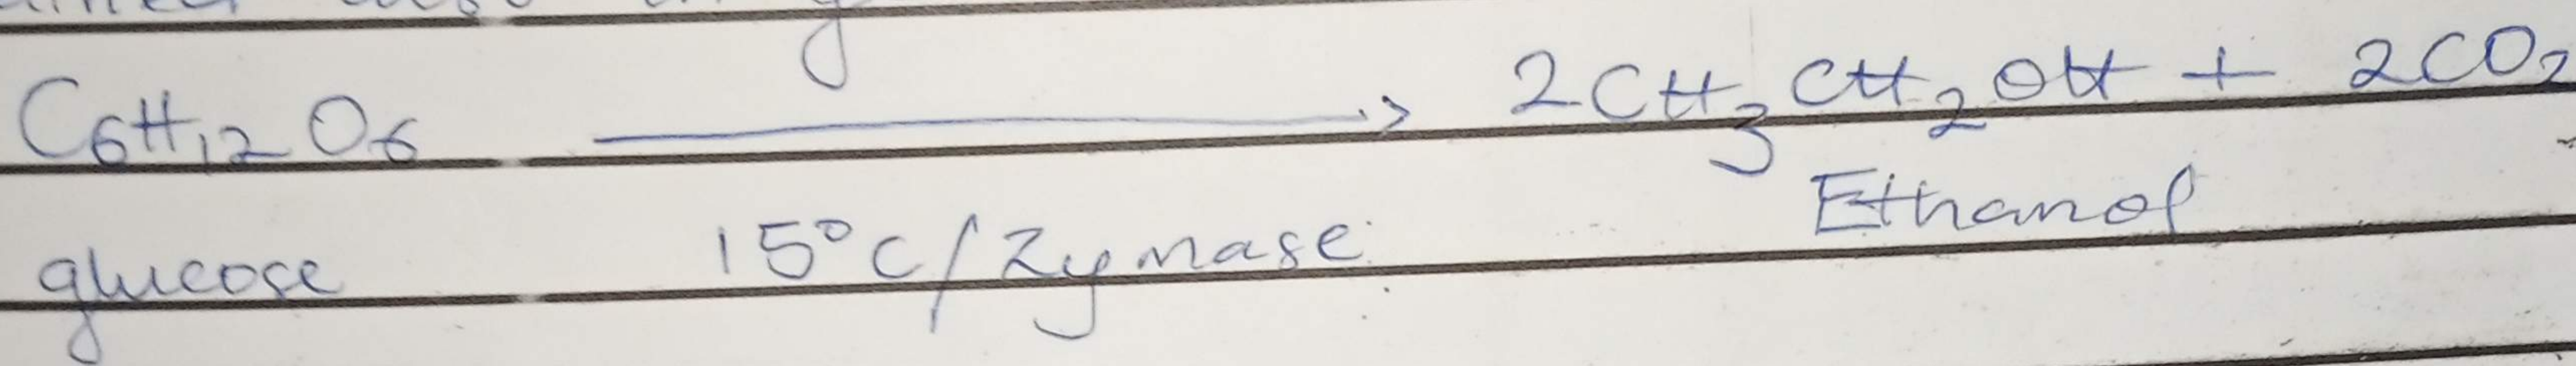 C₆H₁₂O₆ → 2CH₃CH₂OH + 2CO₂
glucose 15°C/Zymase Ethanol